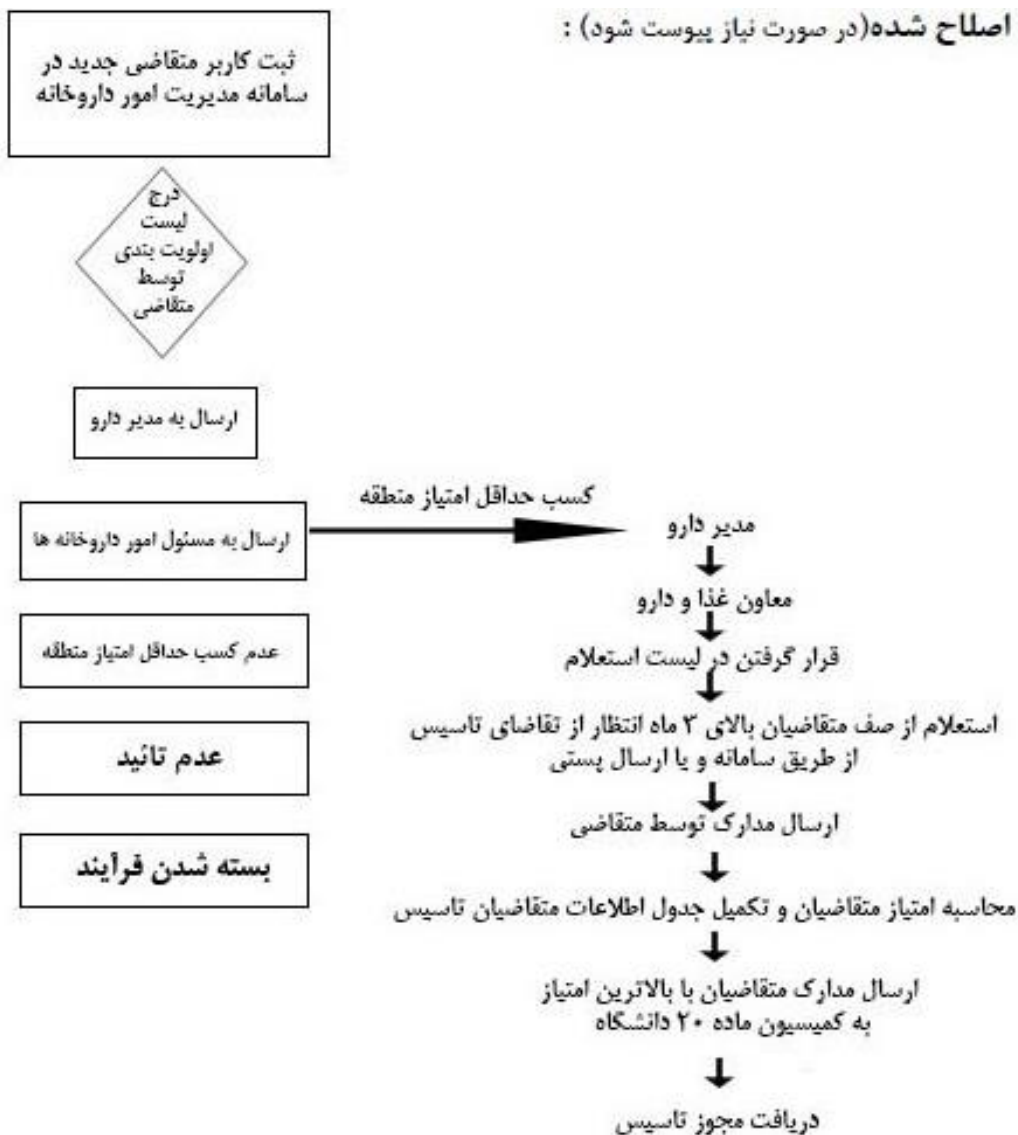 اصلاح شده(در صورت نیاز پیوست شود) :
ثبت کاربر متقاضی جدید در
سامانه مدیریت امور داروخانه
درج
لیست
اولویت بندی
توسط
متقاضی
ارسال به مدیر دارو
ارسال به مسئول امور داروخانه ها
عدم کسب حداقل امتیاز منطقه
عدم تائید
بسته شدن فرآیند
کسب حداقل امتیاز منطقه
مدیر دارو
معاون غذا و دارو
قرار گرفتن در لیست استعلام
استعلام از صف متقاضیان بالای ۳ ماه انتظار از تقاضای تاسیس
از طریق سامانه و یا ارسال پستی
ارسال مدارک توسط متقاضی
محاسبه امتیاز متقاضیان و تکمیل جدول اطلاعات متقاضیان تاسیس
ارسال مدارک متقاضیان با بالاترین امتیاز
به کمیسیون ماده ۲۰ دانشگاه
دریافت مجوز تاسیس